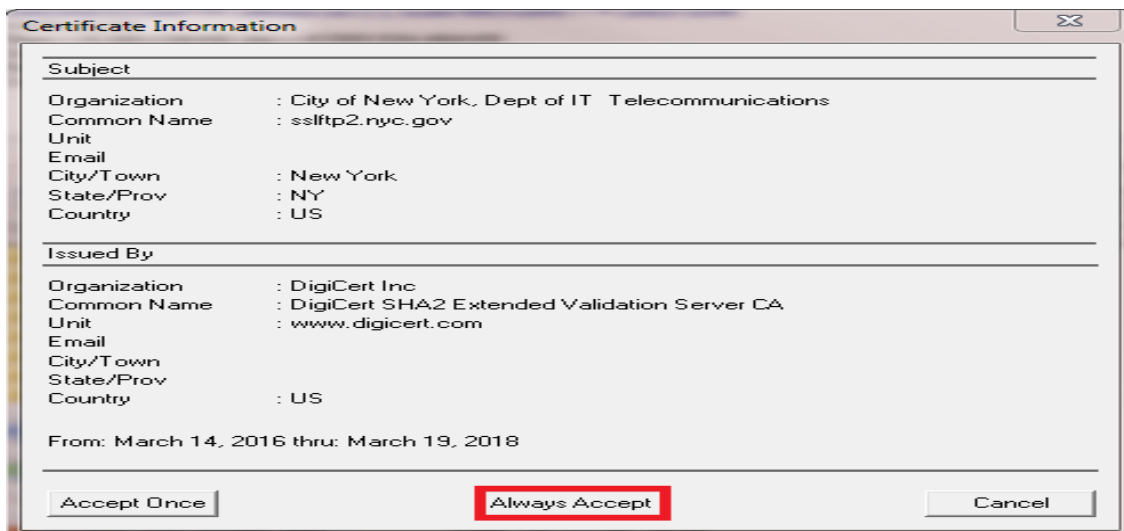 Certificate Information
Subject
Organization : City of New York, Dept of IT Telecommunications
Common Name : sslftp2.nyc.gov
Unit
Email
City/Town : New York
State/Prov : NY
Country : US
Issued By
Organization : DigiCert Inc
Common Name : DigiCert SHA2 Extended Validation Server CA
Unit : www.digicert.com
Email
City/Town
State/Prov
Country : US
From: March 14, 2016 thru: March 19, 2018
Accept Once Always Accept Cancel